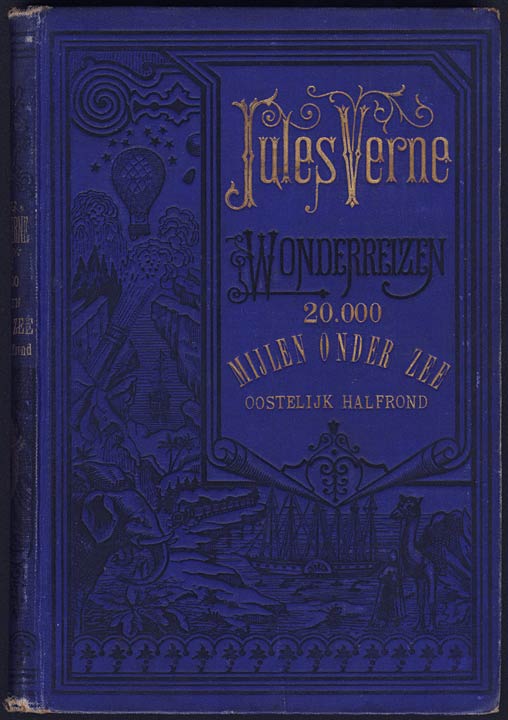 Jules Verne
WONDERREIZEN
20.000
MIJLEN ONDER ZEE
OOSTELIJK HALFROND